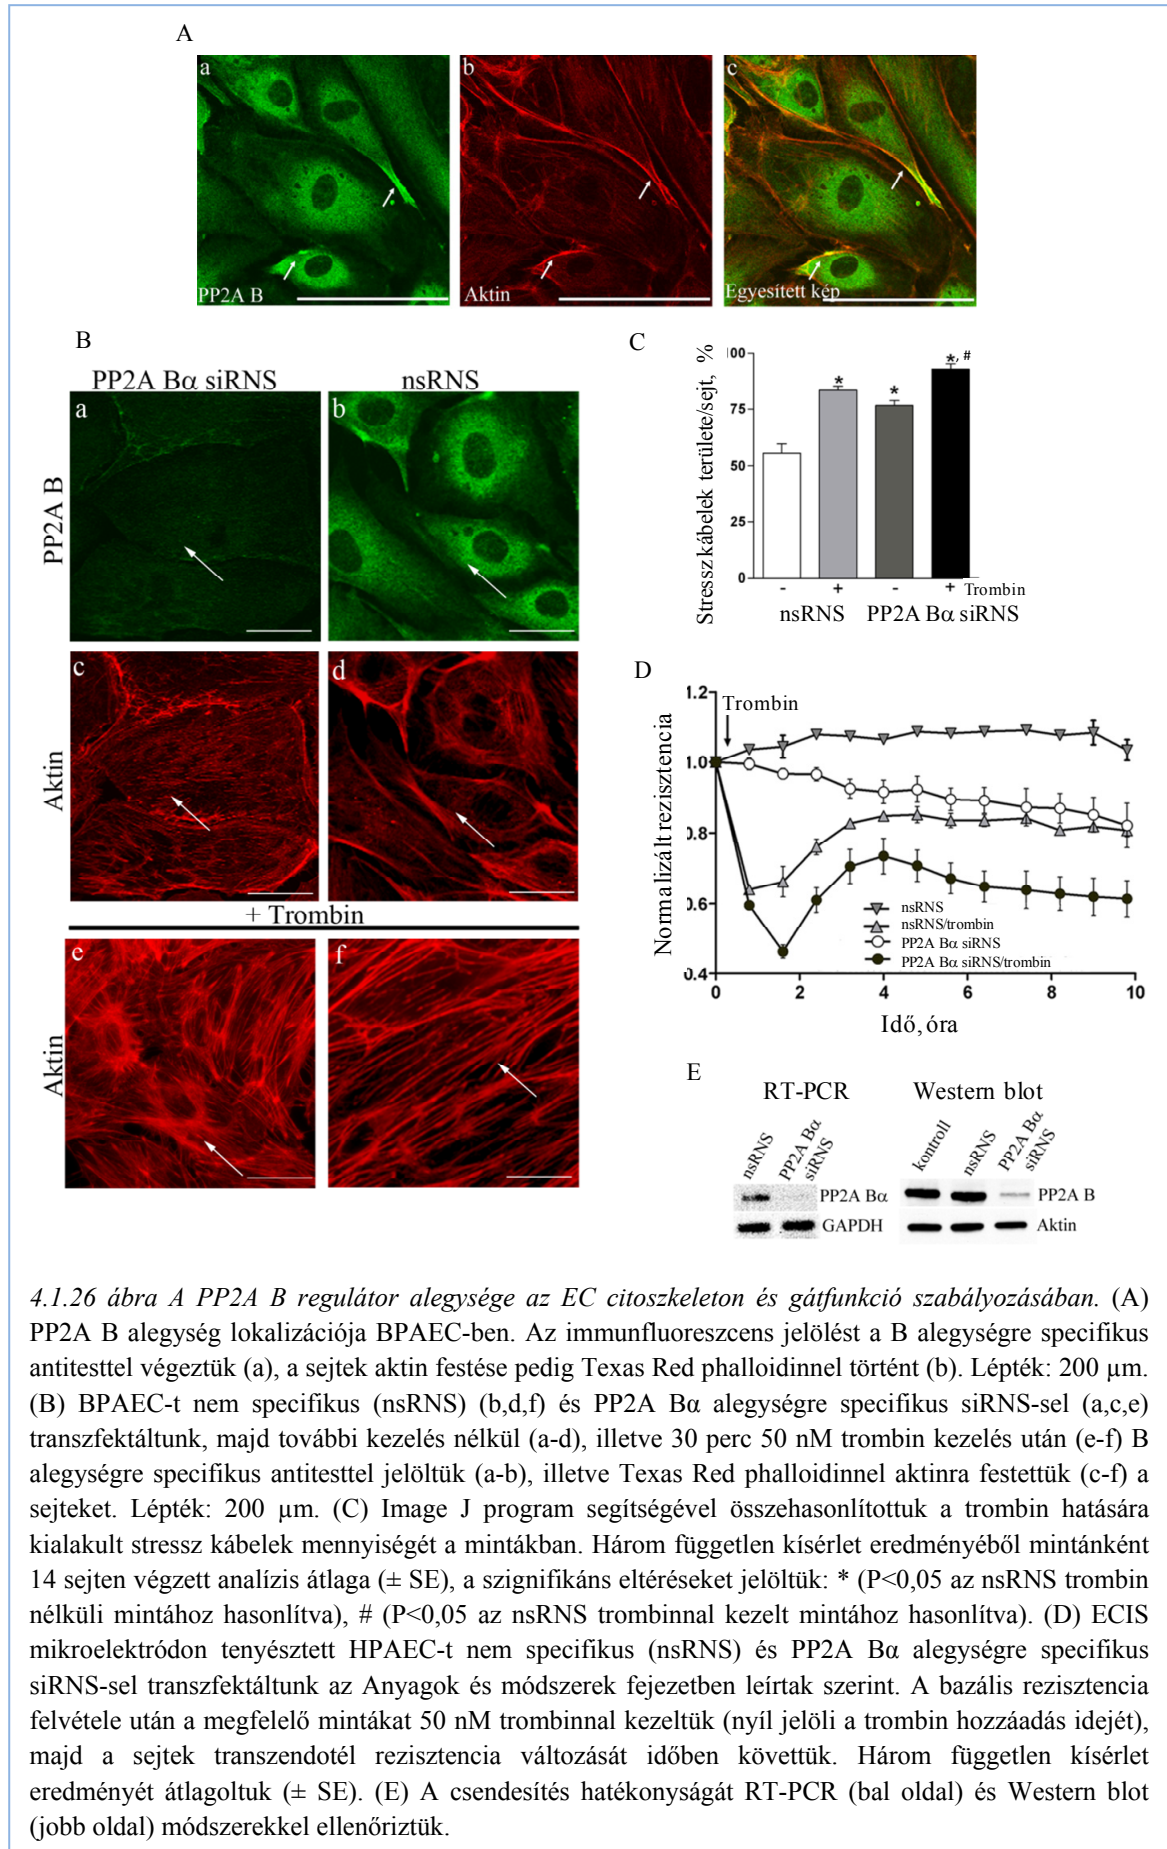 A
a
b
c
PP2A B
Aktin
Egyesített kép
B
PP2A Bα siRNS
nsRNS
a
b
PP2A B
c
d
Aktin
+ Trombin
e
f
Aktin
C
Stressz kábelek területe/sejt, %
100
75
50
25
0
*
*
*, #
- + - + Trombin
nsRNS PP2A Bα siRNS
D
Normalizált rezisztencia
1.2
1.0
0.8
0.6
0.4
Trombin
nsRNS
nsRNS/trombin
PP2A Bα siRNS
PP2A Bα siRNS/trombin
0 2 4 6 8 10
Idő, óra
E
RT-PCR
Western blot
nsRNS
PP2A Bα
siRNS
kontroll
nsRNS
PP2A Bα
siRNS
PP2A Bα
PP2A B
GAPDH
Aktin
4.1.26 ábra A PP2A B regulátor alegysége az EC citoszkeleton és gátfunkció szabályozásában. (A)
PP2A B alegység lokalizációja BPAEC-ben. Az immunfluoreszcens jelölést a B alegységre specifikus
antitesttel végeztük (a), a sejtek aktin festése pedig Texas Red phalloidinnel történt (b). Lépték: 200 µm.
(B) BPAEC-t nem specifikus (nsRNS) (b,d,f) és PP2A Bα alegységre specifikus siRNS-sel (a,c,e)
transzfektáltunk, majd további kezelés nélkül (a-d), illetve 30 perc 50 nM trombin kezelés után (e-f) B
alegységre specifikus antitesttel jelöltük (a-b), illetve Texas Red phalloidinnel aktinra festettük (c-f) a
sejteket. Lépték: 200 µm. (C) Image J program segítségével összehasonlítottuk a trombin hatására
kialakult stressz kábelek mennyiségét a mintákban. Három független kísérlet eredményéből mintánként
14 sejten végzett analízis átlaga (± SE), a szignifikáns eltéréseket jelöltük: * (P<0,05 az nsRNS trombin
nélküli mintához hasonlítva), # (P<0,05 az nsRNS trombinnal kezelt mintához hasonlítva). (D) ECIS
mikroelektródon tenyésztett HPAEC-t nem specifikus (nsRNS) és PP2A Bα alegységre specifikus
siRNS-sel transzfektáltunk az Anyagok és módszerek fejezetben leírtak szerint. A bazális rezisztencia
felvétele után a megfelelő mintákat 50 nM trombinnal kezeltük (nyíl jelöli a trombin hozzáadás idejét),
majd a sejtek transzendotél rezisztencia változását időben követtük. Három független kísérlet
eredményét átlagoltuk (± SE). (E) A csendesítés hatékonyságát RT-PCR (bal oldal) és Western blot
(jobb oldal) módszerekkel ellenőriztük.